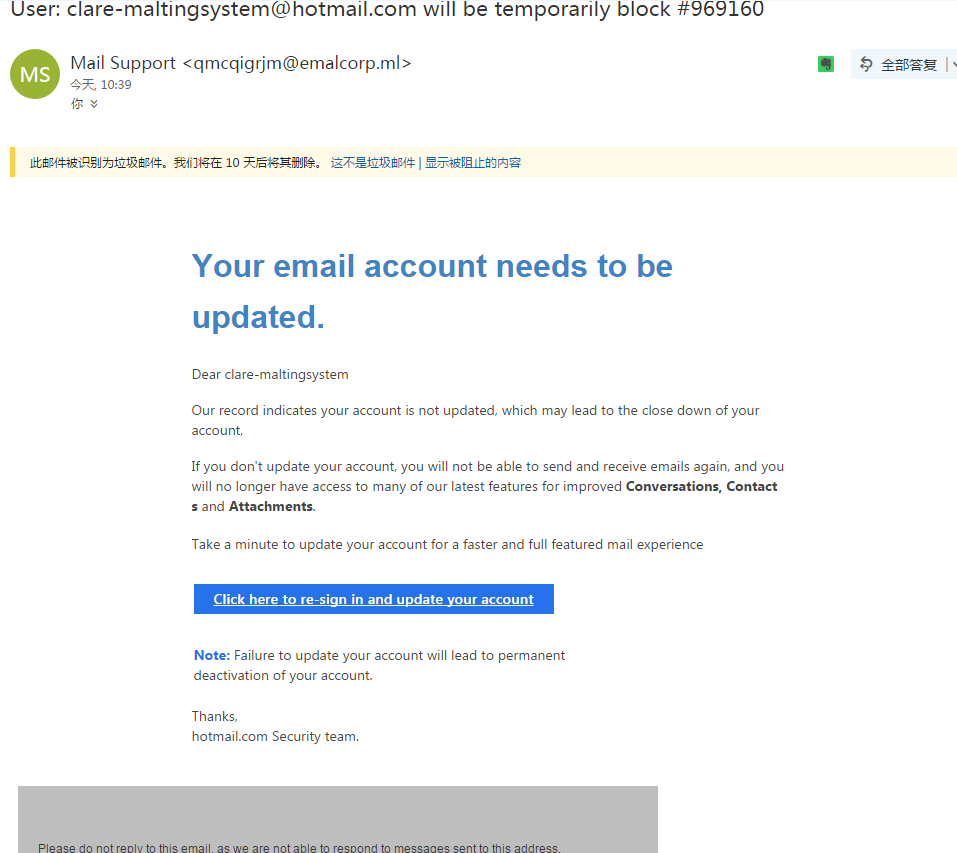 User: clare-maltingsystem@hotmail.com will be temporarily block #969160
MS
Mail Support <qmcqigrjm@emalcorp.ml>
全部答复
今天, 10:39
你
此邮件被识别为垃圾邮件。我们将在 10 天后将其删除。 这不是垃圾邮件 | 显示被阻止的内容
Your email account needs to be
updated.
Dear clare-maltingsystem
Our record indicates your account is not updated, which may lead to the close down of your
account,
If you don't update your account, you will not be able to send and receive emails again, and you
will no longer have access to many of our latest features for improved Conversations, Contact
s and Attachments.
Take a minute to update your account for a faster and full featured mail experience
Click here to re-sign in and update your account
Note: Failure to update your account will lead to permanent
deactivation of your account.
Thanks,
hotmail.com Security team.
Please do not reply to this email, as we are not able to respond to messages sent to this address.